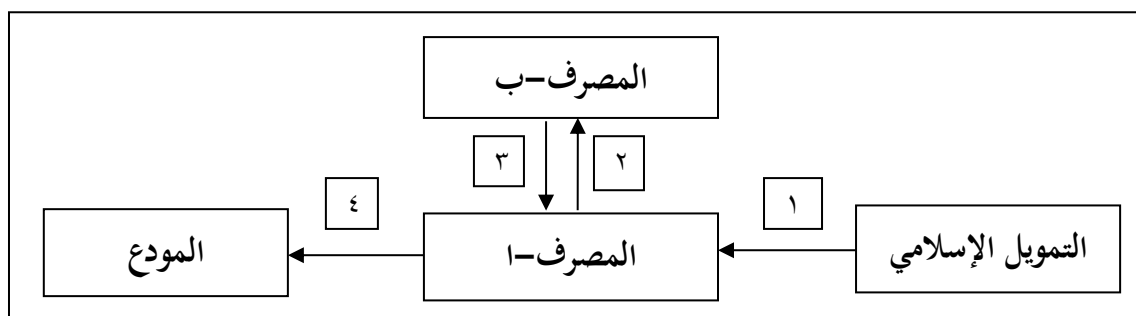 المصرف-ب
٣
٢
٤
١
التمويل الإسلامي
المصرف-ا
المودع